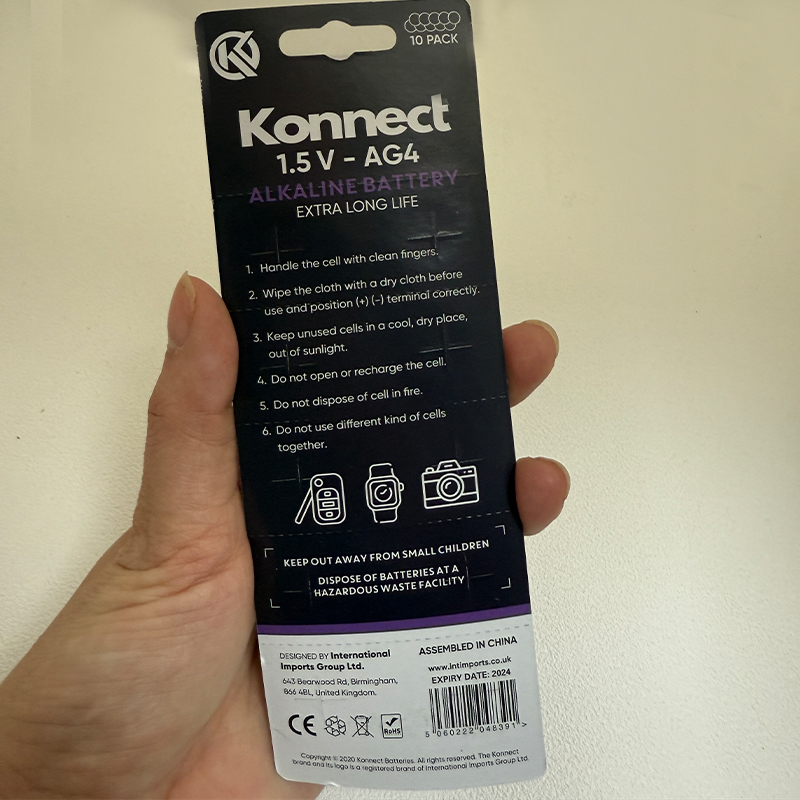 10 PACK
Konnect
1.5 V - AG4
ALKALINE BATTERY
EXTRA LONG LIFE
1. Handle the cell with clean fingers.
2. Wipe the cloth with a dry cloth before
use and position (+) (-) terminal correctly.
3. Keep unused cells in a cool, dry place,
out of sunlight.
4. Do not open or recharge the cell.
5. Do not dispose of cell in fire.
6. Do not use different kind of cells
together.
KEEP OUT AWAY FROM SMALL CHILDREN
DISPOSE OF BATTERIES AT A
HAZARDOUS WASTE FACILITY
DESIGNED BY International
Imports Group Ltd.
643 Bearwood Rd, Birmingham,
B66 4BL, United Kingdom.
CE
RoHS
ASSEMBLED IN CHINA
www.intimports.co.uk
EXPIRY DATE: 2024
5 060222 048391 >
Copyright © 2020 Konnect Batteries. All rights reserved. The Konnect
brand and its logo is a registered brand of International Imports Group Ltd.